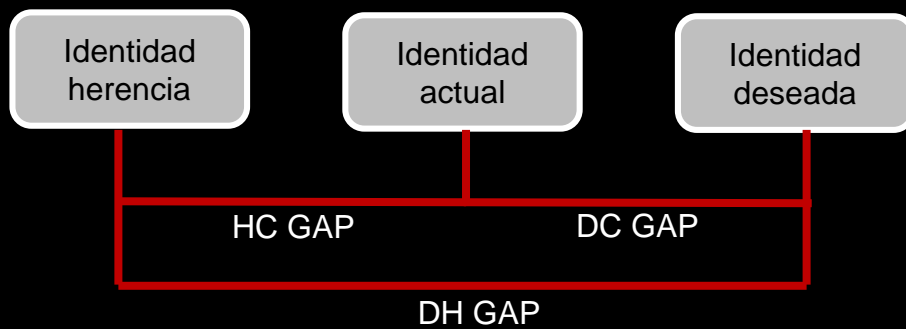 Identidad
herencia
Identidad
actual
Identidad
deseada
HC GAP
DC GAP
DH GAP